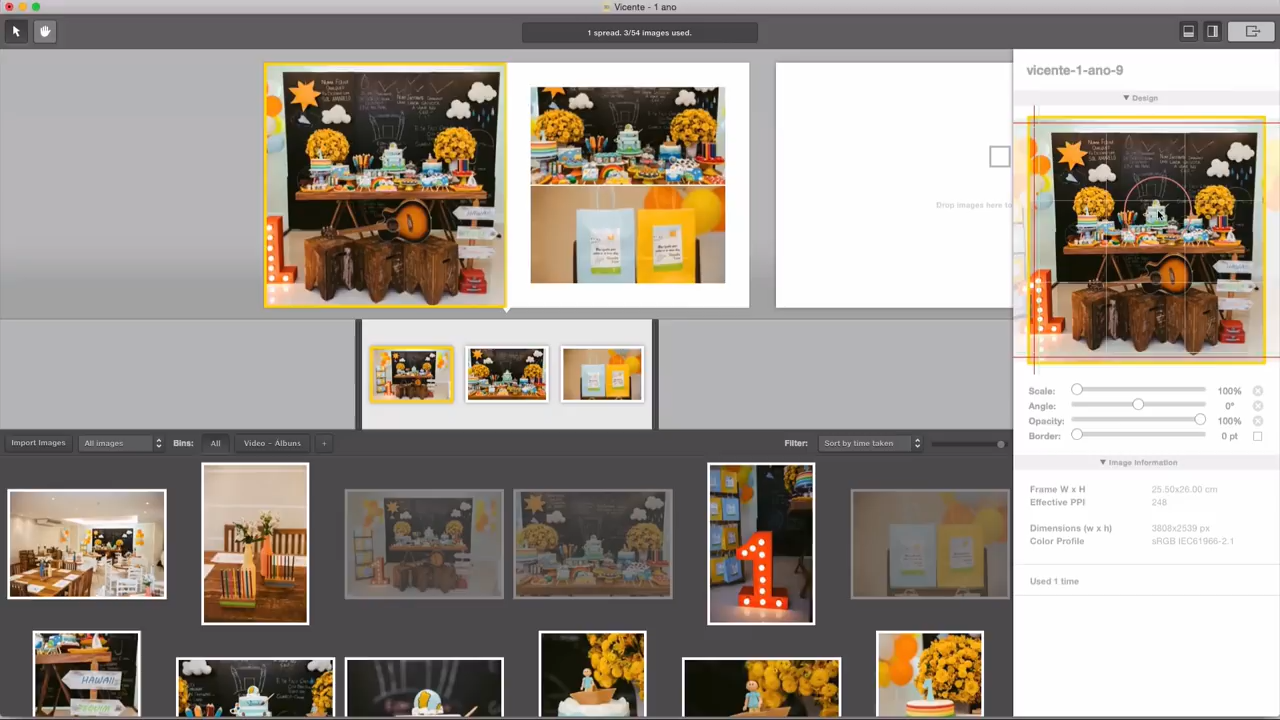 Vicente - 1 ano
1 spread. 3/54 images used.
vicente-1-ano-9
Design
Drop images here to
Scale: 100%
Angle: 0°
Opacity: 100%
Border: 0 pt
Import Images All images Bins: All Video - Albuns + Filter: Sort by time taken
Image Information
Frame W x H 25.50x26.00 cm
Effective PPI 248
Dimensions (w x h) 3808x2539 px
Color Profile sRGB IEC61966-2.1
Used 1 time
HAWAII